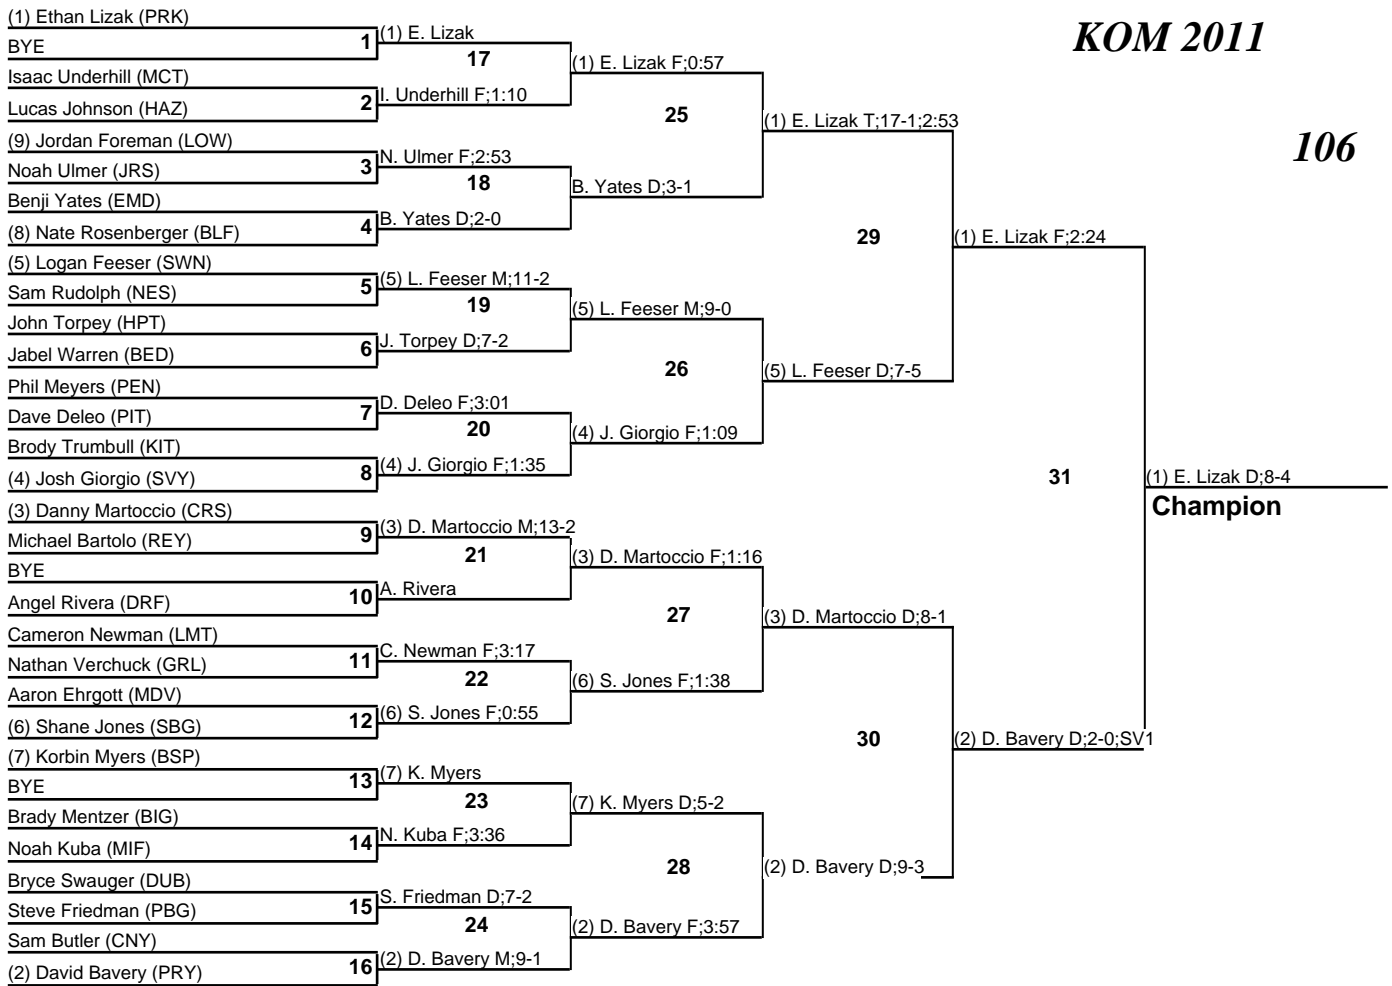 KOM 2011
106
(1) Ethan Lizak (PRK)
BYE
Isaac Underhill (MCT)
Lucas Johnson (HAZ)
(9) Jordan Foreman (LOW)
Noah Ulmer (JRS)
Benji Yates (EMD)
(8) Nate Rosenberger (BLF)
(5) Logan Feeser (SWN)
Sam Rudolph (NES)
John Torpey (HPT)
Jabel Warren (BED)
Phil Meyers (PEN)
Dave Deleo (PIT)
Brody Trumbull (KIT)
(4) Josh Giorgio (SVY)
(3) Danny Martoccio (CRS)
Michael Bartolo (REY)
BYE
Angel Rivera (DRF)
Cameron Newman (LMT)
Nathan Verchuck (GRL)
Aaron Ehrgott (MDV)
(6) Shane Jones (SBG)
(7) Korbin Myers (BSP)
BYE
Brady Mentzer (BIG)
Noah Kuba (MIF)
Bryce Swauger (DUB)
Steve Friedman (PBG)
Sam Butler (CNY)
(2) David Bavery (PRY)
1
2
3
4
5
6
7
8
9
10
11
12
13
14
15
16
(1) E. Lizak
17
I. Underhill F;1:10
N. Ulmer F;2:53
18
B. Yates D;2-0
(5) L. Feeser M;11-2
19
J. Torpey D;7-2
D. Deleo F;3:01
20
(4) J. Giorgio F;1:35
(3) D. Martoccio M;13-2
21
A. Rivera
C. Newman F;3:17
22
(6) S. Jones F;0:55
(7) K. Myers
23
N. Kuba F;3:36
S. Friedman D;7-2
24
(2) D. Bavery M;9-1
(1) E. Lizak F;0:57
25
B. Yates D;3-1
(5) L. Feeser M;9-0
26
(4) J. Giorgio F;1:09
(3) D. Martoccio F;1:16
27
(6) S. Jones F;1:38
(7) K. Myers D;5-2
28
(2) D. Bavery F;3:57
(1) E. Lizak T;17-1;2:53
29
(5) L. Feeser D;7-5
(3) D. Martoccio D;8-1
30
(2) D. Bavery D;9-3
(1) E. Lizak F;2:24
31
(2) D. Bavery D;2-0;SV1
(1) E. Lizak D;8-4
Champion